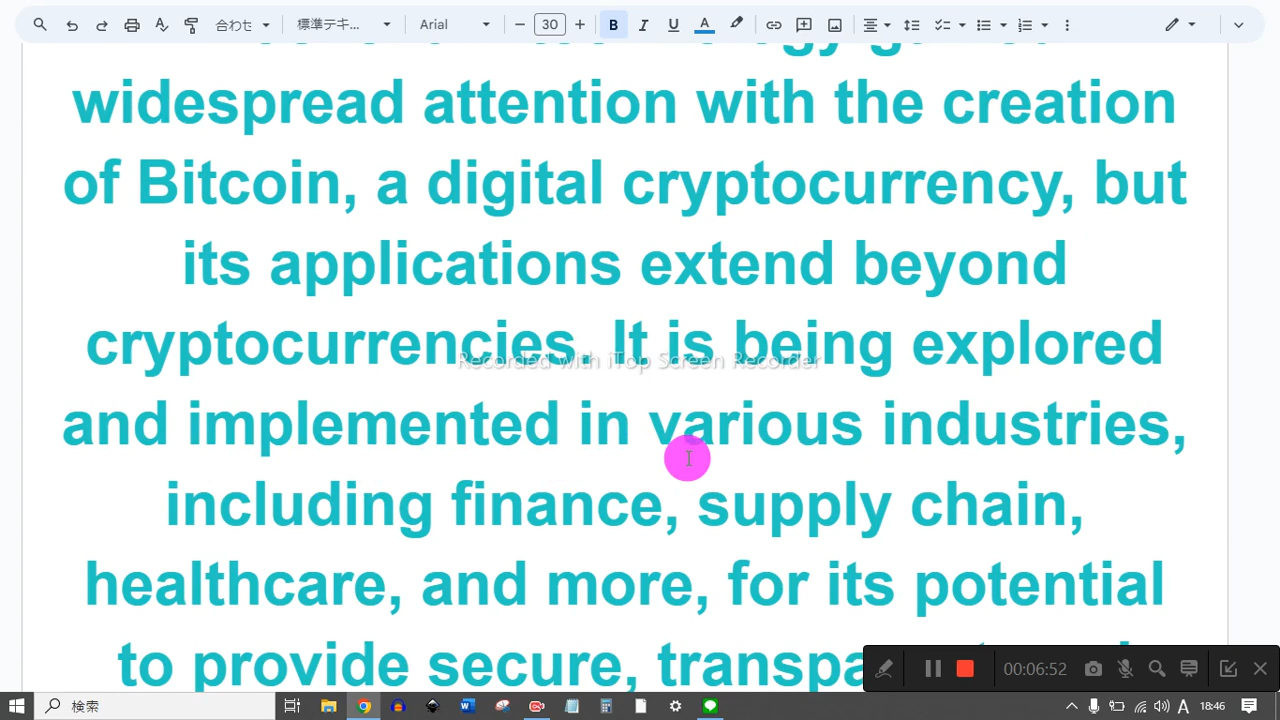 合わせ 標準テキ... Arial 30 B I U A
widespread attention with the creation
of Bitcoin, a digital cryptocurrency, but
its applications extend beyond
cryptocurrencies. It is being explored
Recorded with iTop Screen Recorder
and implemented in various industries,
including finance, supply chain,
healthcare, and more, for its potential
to provide secure,
00:06:52
検索 A 18:46